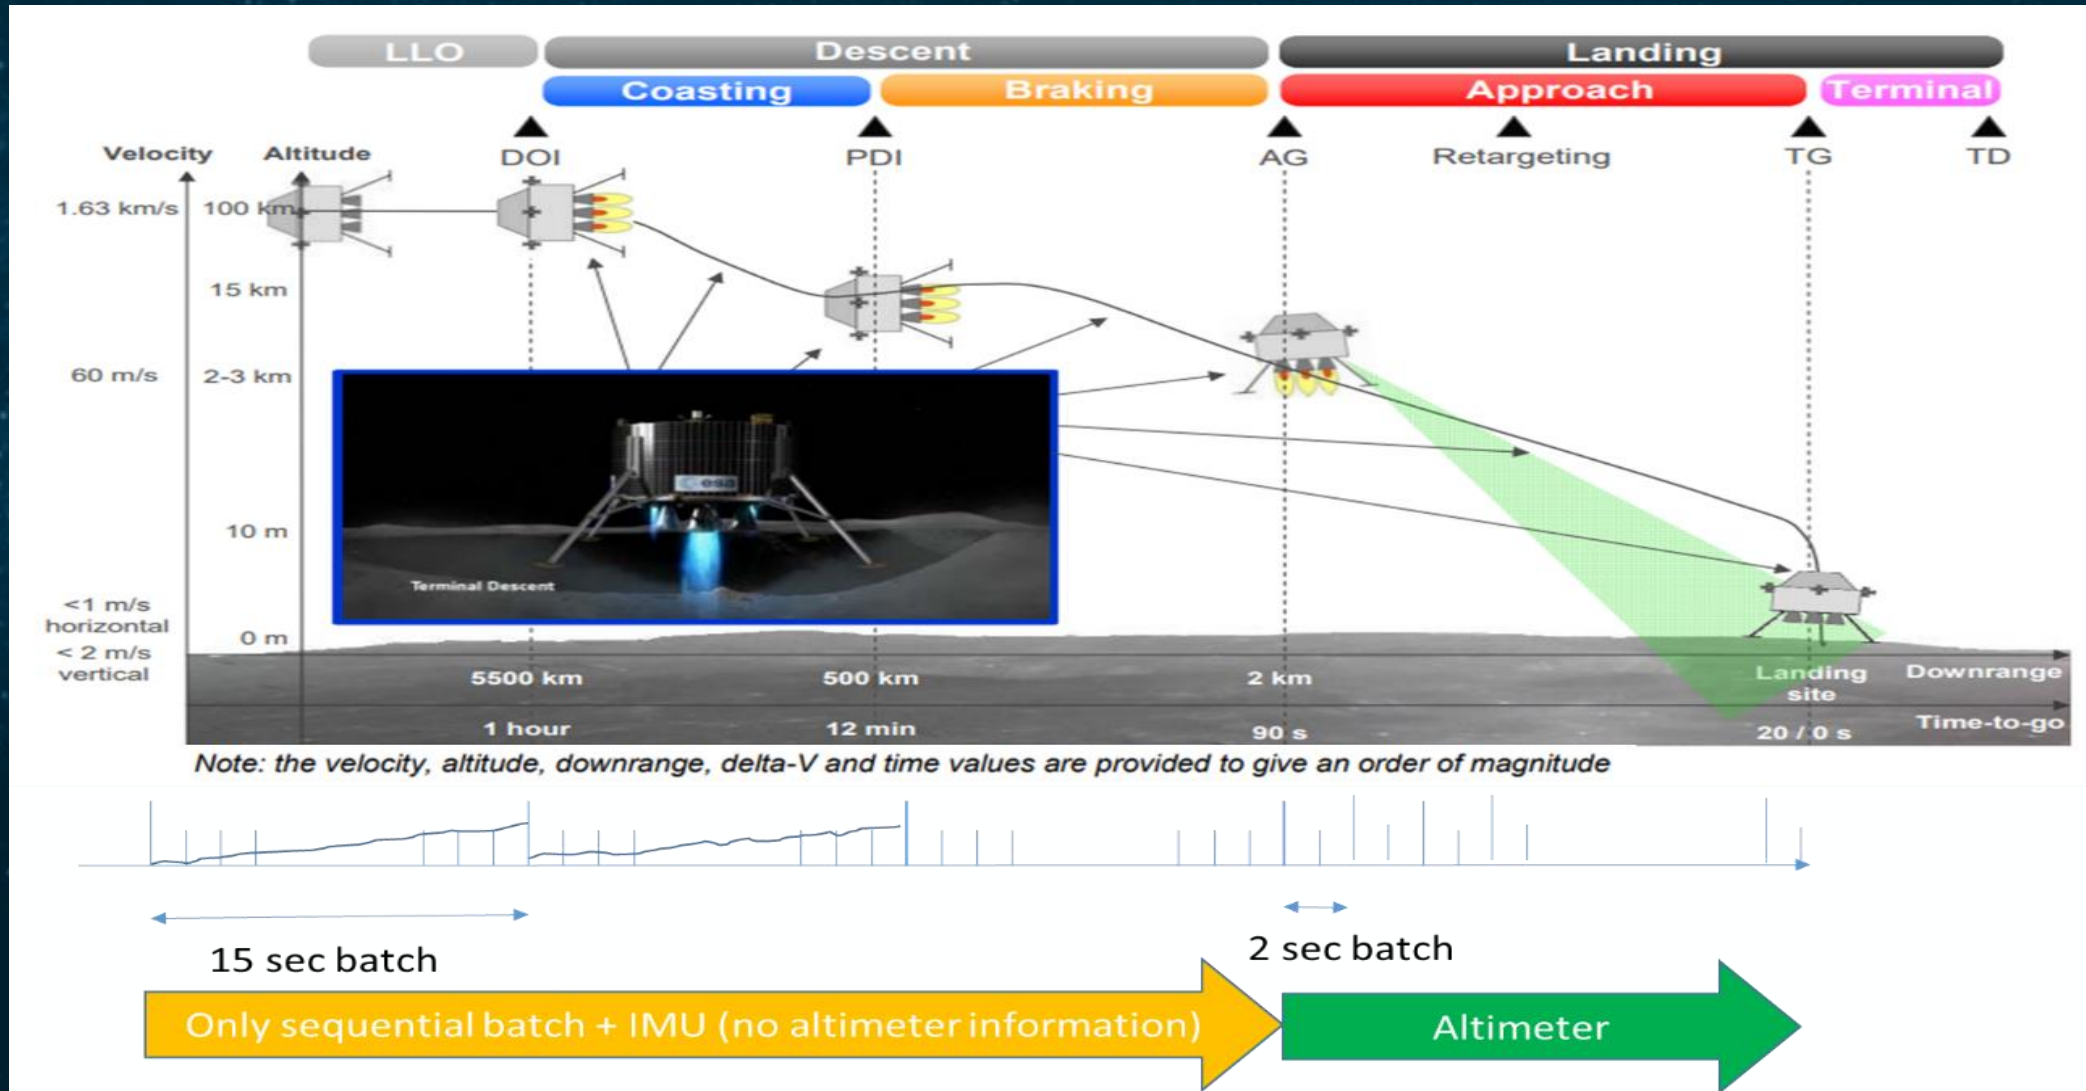 LLO Descent Landing
Coasting Braking Approach Terminal
DOI PDI AG Retargeting TG TD
Velocity Altitude
1.63 km/s 100 km
15 km
60 m/s 2-3 km
esa
10 m
Terminal Descent
<1 m/s
horizontal
0 m
< 2 m/s
vertical
5500 km 500 km 2 km Landing
site Downrange
1 hour 12 min 90 s 20 / 0 s Time-to-go
Note: the velocity, altitude, downrange, delta-V and time values are provided to give an order of magnitude
15 sec batch 2 sec batch
Only sequential batch + IMU (no altimeter information) Altimeter